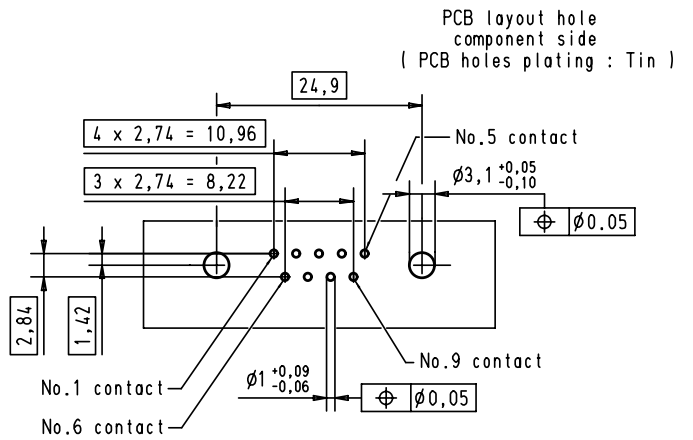 PCB layout hole
component side
( PCB holes plating : Tin )
24,9
4 x 2,74 = 10,96
No.5 contact
3 x 2,74 = 8,22
Ø3,1 +0,05 -0,10
⌖ Ø0.05
2,84
1,42
No.9 contact
No.1 contact
Ø1 +0,09 -0,06
⌖ Ø0,05
No.6 contact